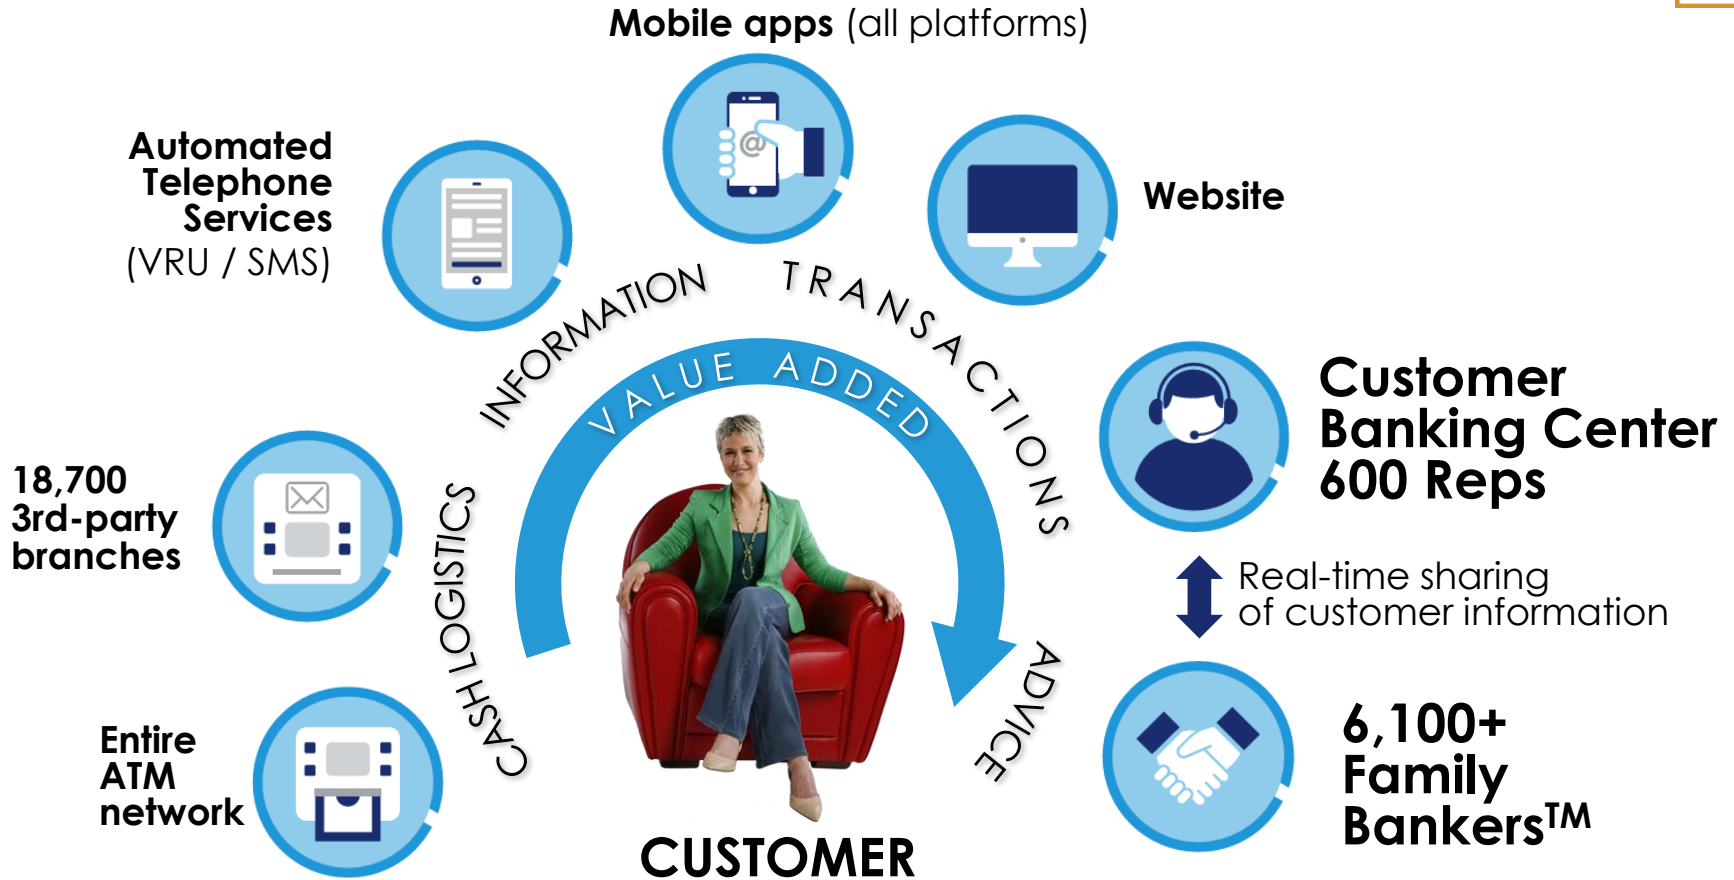 Mobile apps (all platforms)
Automated
Telephone
Services
(VRU / SMS)
@
Website
INFORMATION
TRANSACTIONS
VALUE ADDED
Customer
Banking Center
600 Reps
18,700
3rd-party
branches
CASH LOGISTICS
Real-time sharing
of customer information
ADVICE
Entire
ATM
network
6,100+
Family
Bankers™
CUSTOMER